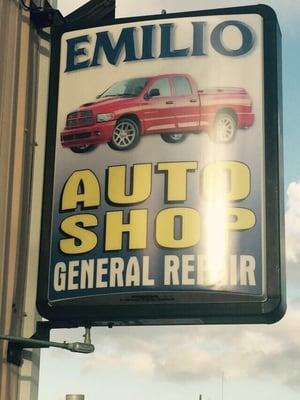 EMILIO
AUTO
SHOP
GENERAL REPAIR